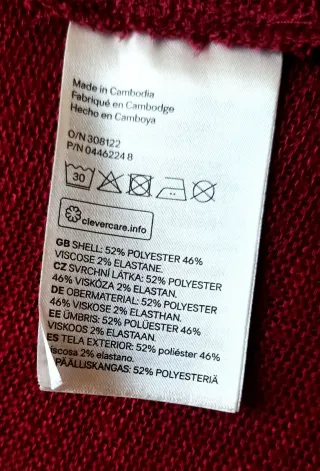 Made in Cambodia
Fabriqué en Cambodge
Hecho en Camboya
O/N 308122
P/N 0446224 8
30
clevercare.info
GB SHELL: 52% POLYESTER 46%
VISCOSE 2% ELASTANE.
CZ SVRCHNÍ LÁTKA: 52% POLYESTER
46% VISKÓZA 2% ELASTAN.
DE OBERMATERIAL: 52% POLYESTER
46% VISKOSE 2% ELASTHAN.
EE ÜMBRIS: 52% POLÜESTER 46%
VISKOOS 2% ELASTAAN.
ES TELA EXTERIOR: 52% poliéster 46%
viscosa 2% elastano.
PÄÄLLISKANGAS: 52% POLYESTERIÄ